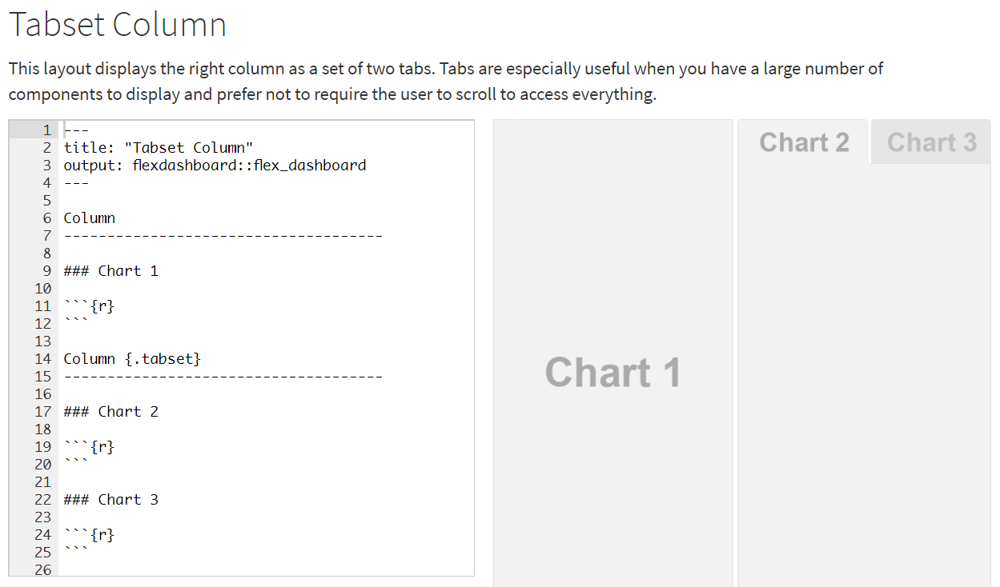 Tabset Column
This layout displays the right column as a set of two tabs. Tabs are especially useful when you have a large number of
components to display and prefer not to require the user to scroll to access everything.
1 ---
2 title: "Tabset Column"
3 output: flexdashboard::flex_dashboard
4 ---
5
6 Column
7 -------------------------------------
8
9 ### Chart 1
10
11 ```{r}
12 ```
13
14 Column {.tabset}
15 -------------------------------------
16
17 ### Chart 2
18
19 ```{r}
20 ```
21
22 ### Chart 3
23
24 ```{r}
25 ```
26
Chart 1
Chart 2 Chart 3